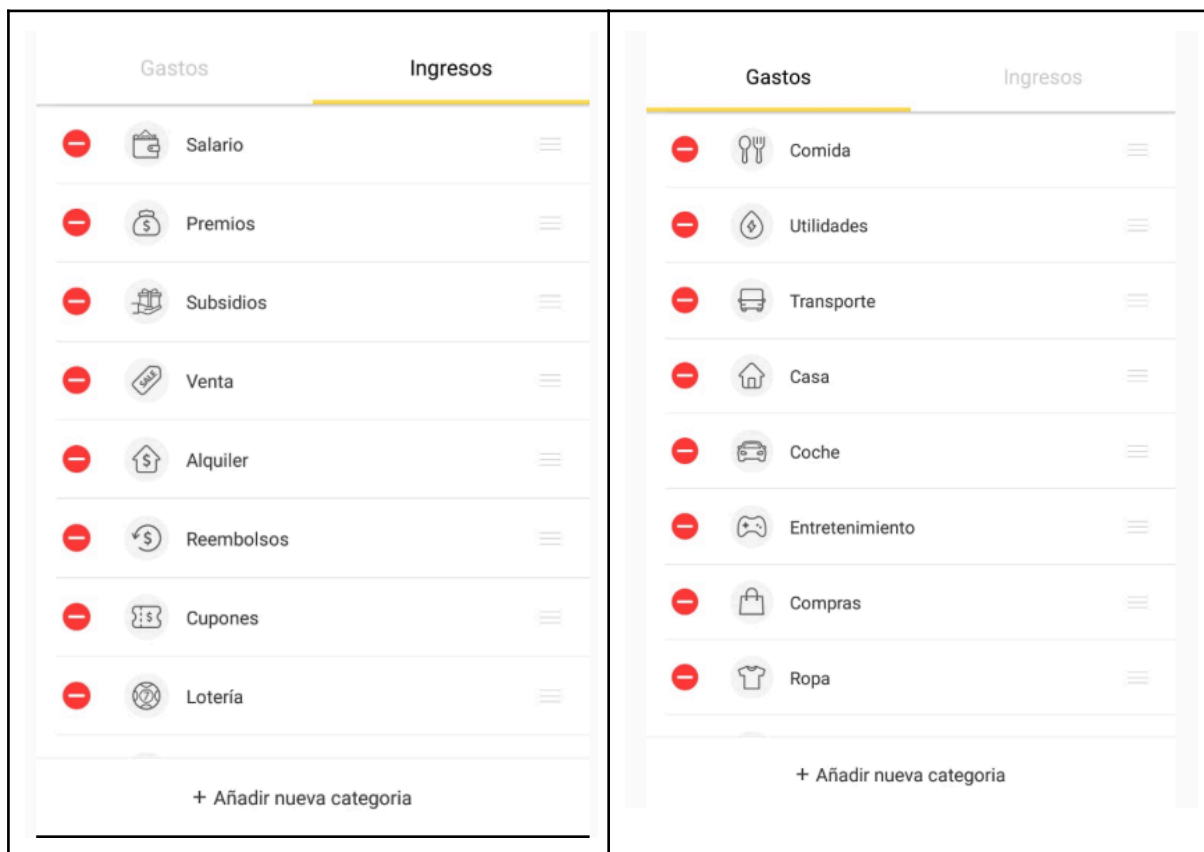 Gastos Ingresos
Salario
Premios
Subsidios
SALE
Venta
Alquiler
Reembolsos
Cupones
Lotería
+ Añadir nueva categoria
Gastos Ingresos
Comida
Utilidades
Transporte
Casa
Coche
Entretenimiento
Compras
Ropa
+ Añadir nueva categoria